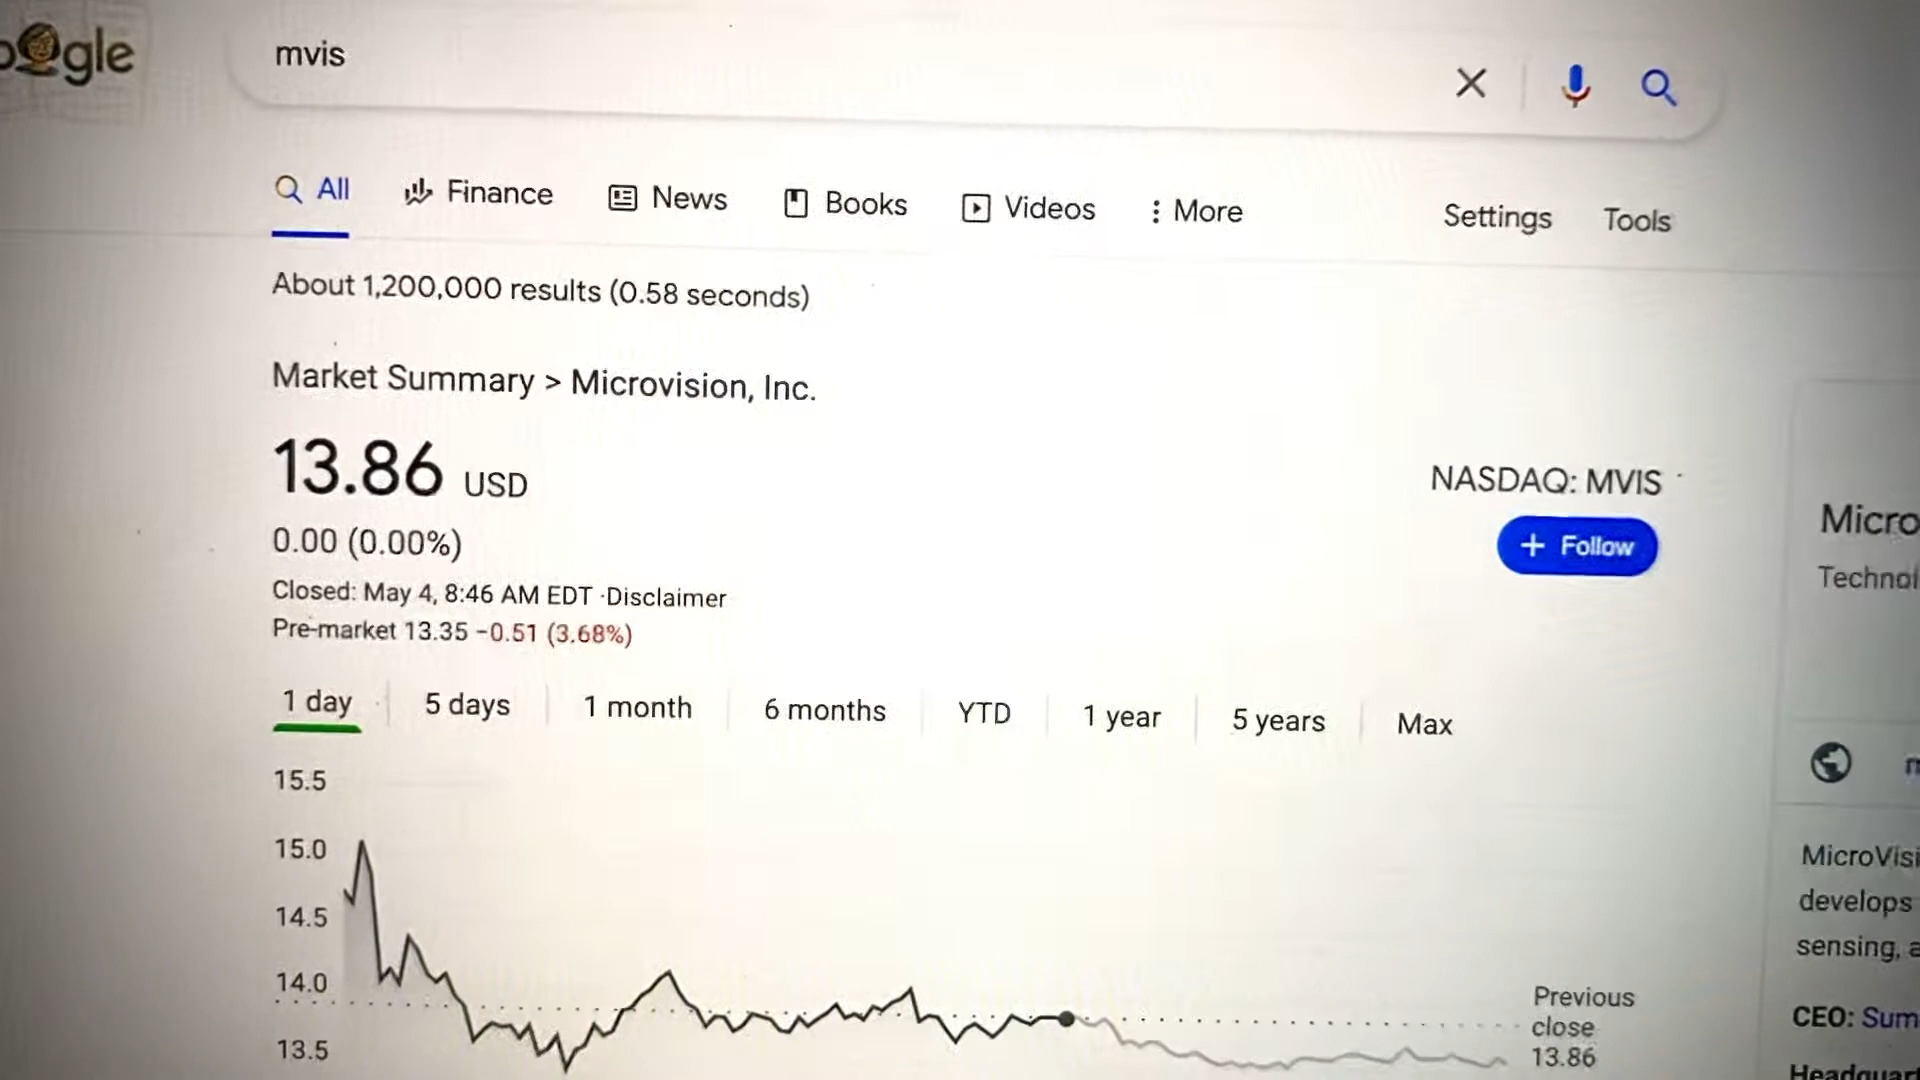 mvis
All Finance News Books Videos More Settings Tools
About 1,200,000 results (0.58 seconds)
Market Summary > Microvision, Inc.
13.86 USD
NASDAQ: MVIS
0.00 (0.00%)
+ Follow
Closed: May 4, 8:46 AM EDT ·Disclaimer
Pre-market 13.35 −0.51 (3.68%)
1 day 5 days 1 month 6 months YTD 1 year 5 years Max
15.5
15.0
14.5
14.0
13.5
Previous
close
13.86
Micro
Technol
MicroVisi
develops
sensing, a
CEO: Sum
Headquart